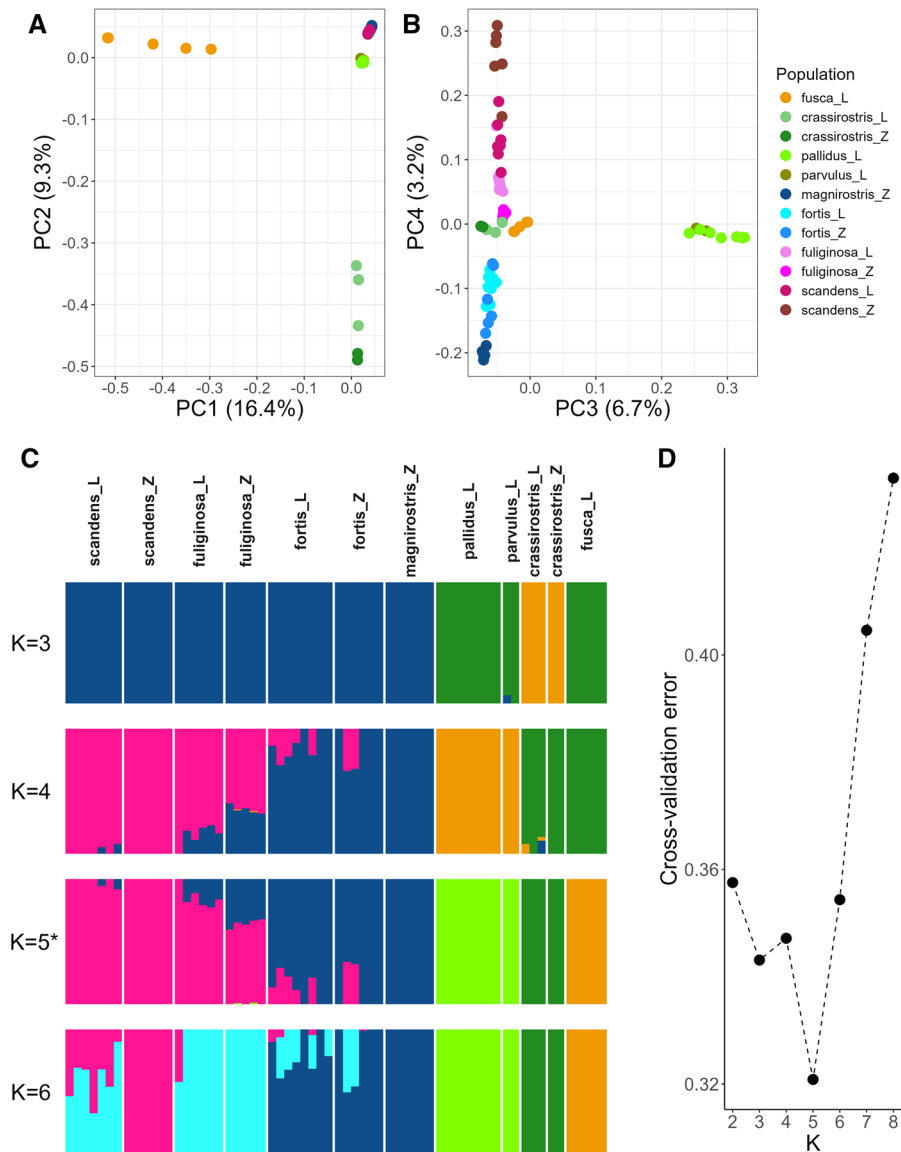 A
0.0
-0.1
-0.2
-0.3
-0.4
-0.5
PC2 (9.3%)
-0.5 -0.4 -0.3 -0.2 -0.1 0.0
PC1 (16.4%)
B
0.3
0.2
0.1
0.0
-0.1
-0.2
PC4 (3.2%)
0.0 0.1 0.2 0.3
PC3 (6.7%)
Population
fusca_L
crassirostris_L
crassirostris_Z
pallidus_L
parvulus_L
magnirostris_Z
fortis_L
fortis_Z
fuliginosa_L
fuliginosa_Z
scandens_L
scandens_Z
C
scandens_L
scandens_Z
fuliginosa_L
fuliginosa_Z
fortis_L
fortis_Z
magnirostris_Z
pallidus_L
parvulus_L
crassirostris_L
crassirostris_Z
fusca_L
K=3
K=4
K=5*
K=6
D
0.40
0.36
0.32
Cross-validation error
2 3 4 5 6 7 8
K